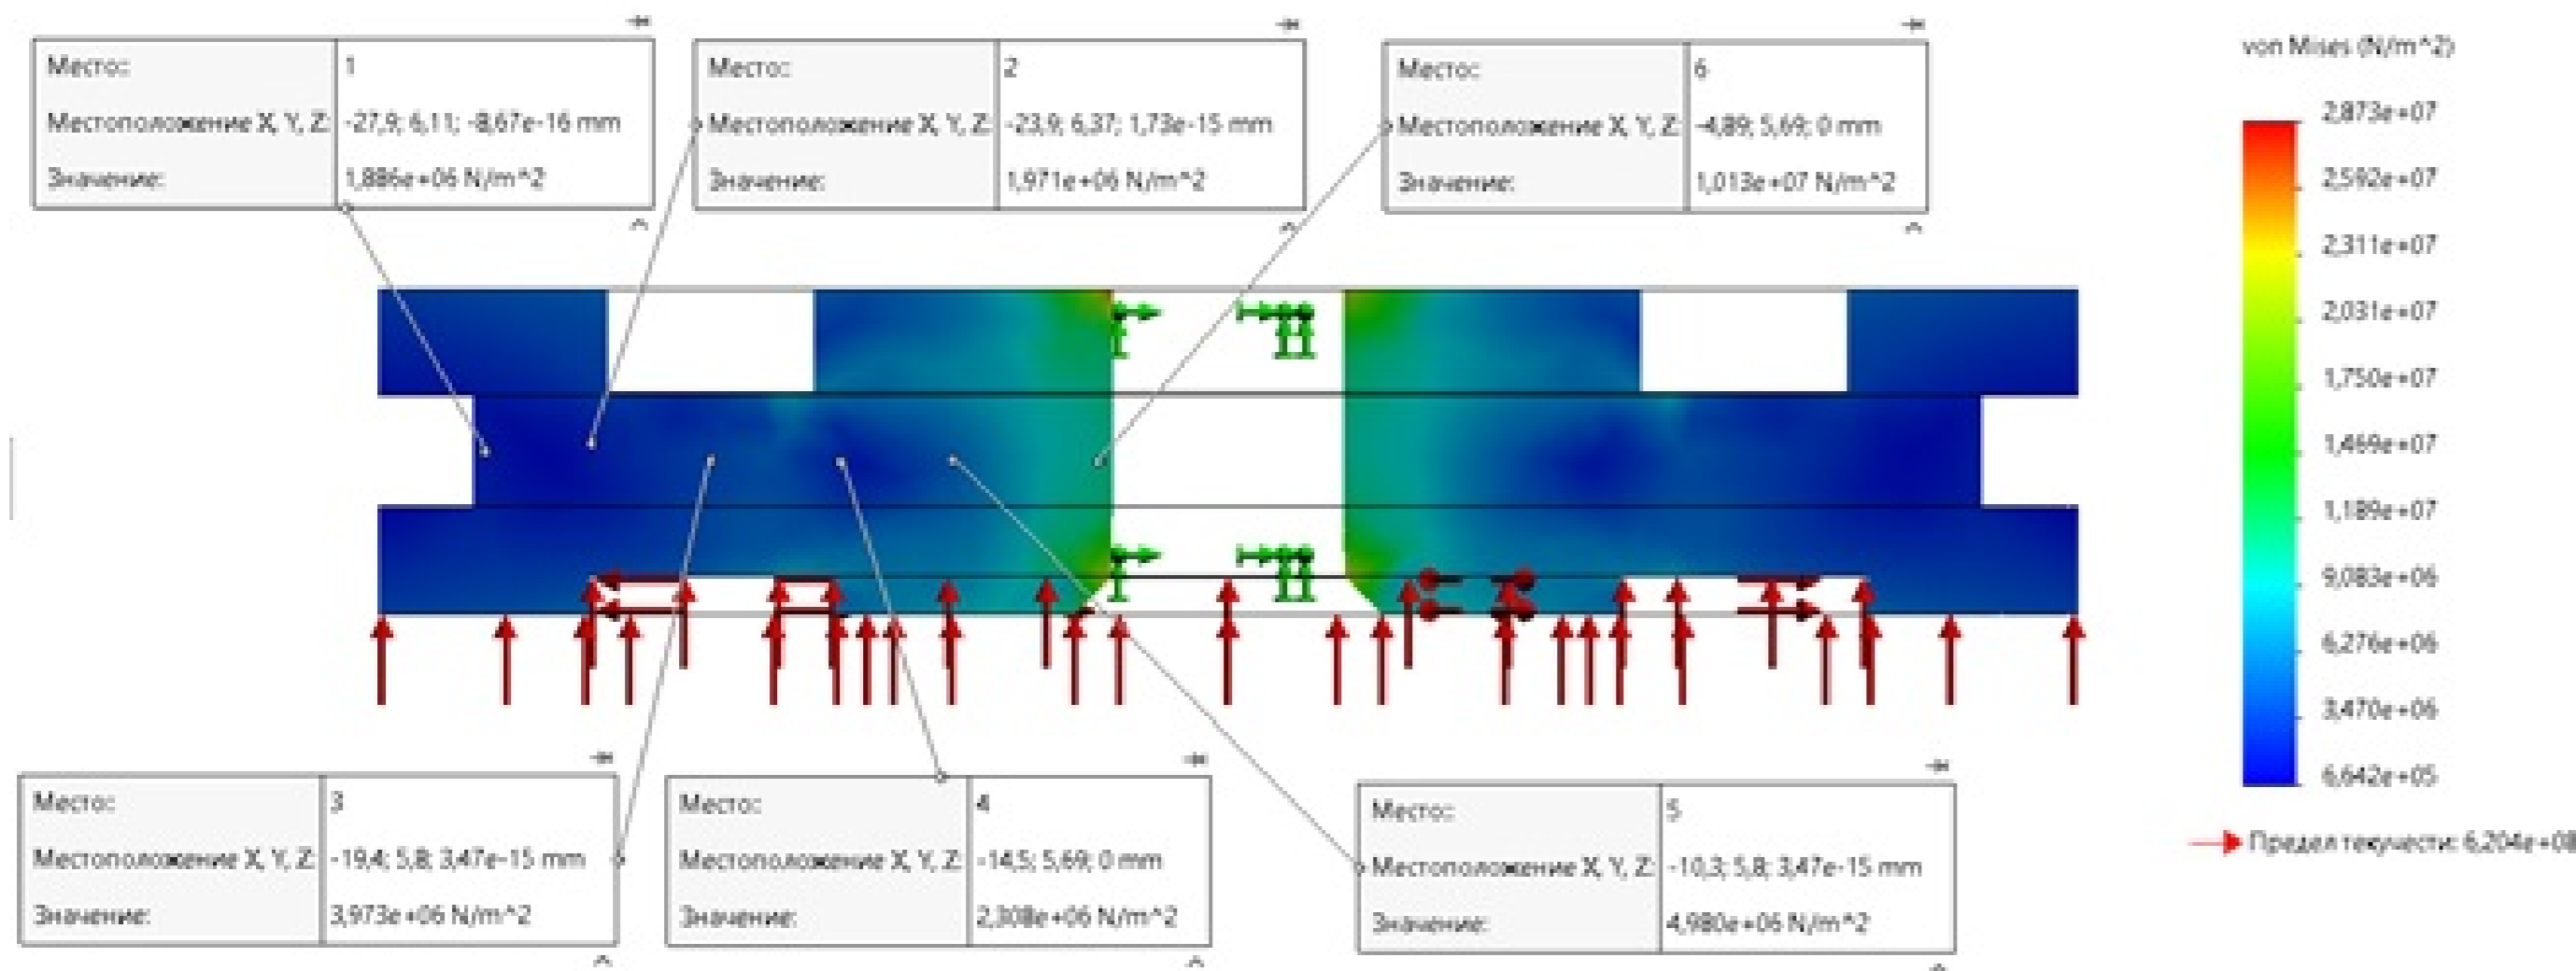 Место:: 1
Местоположение X, Y, Z: -27,9; 6,11; -8,67e-16 mm
Значение: 1,886e+06 N/m^2
Место:: 2
Местоположение X, Y, Z: -23,9; 6,37; 1,73e-15 mm
Значение: 1,971e+06 N/m^2
Место:: 6
Местоположение X, Y, Z: -4,89; 5,69; 0 mm
Значение: 1,013e+07 N/m^2
von Mises (N/m^2)
2,873e+07
2,592e+07
2,311e+07
2,031e+07
1,750e+07
1,469e+07
1,189e+07
9,083e+06
6,276e+06
3,470e+06
6,642e+05
Предел текучести: 6,204e+08
Место:: 3
Местоположение X, Y, Z: -19,4; 5,8; 3,47e-15 mm
Значение: 3,973e+06 N/m^2
Место:: 4
Местоположение X, Y, Z: -14,5; 5,69; 0 mm
Значение: 2,308e+06 N/m^2
Место:: 5
Местоположение X, Y, Z: -10,3; 5,8; 3,47e-15 mm
Значение: 4,980e+06 N/m^2